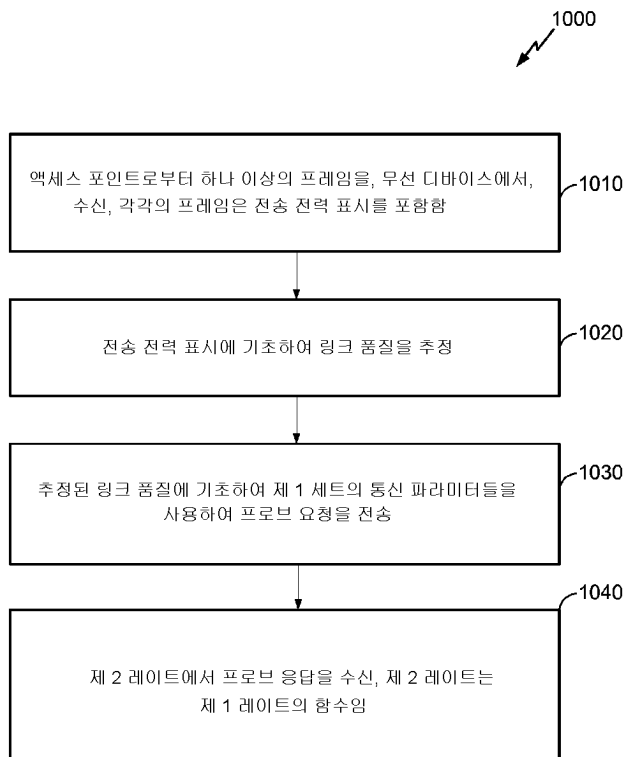 1000
액세스 포인트로부터 하나 이상의 프레임을, 무선 디바이스에서,
수신, 각각의 프레임은 전송 전력 표시를 포함함
1010
전송 전력 표시에 기초하여 링크 품질을 추정
1020
추정된 링크 품질에 기초하여 제 1 세트의 통신 파라미터들을
사용하여 프로브 요청을 전송
1030
1040
제 2 레이트에서 프로브 응답을 수신, 제 2 레이트는
제 1 레이트의 함수임